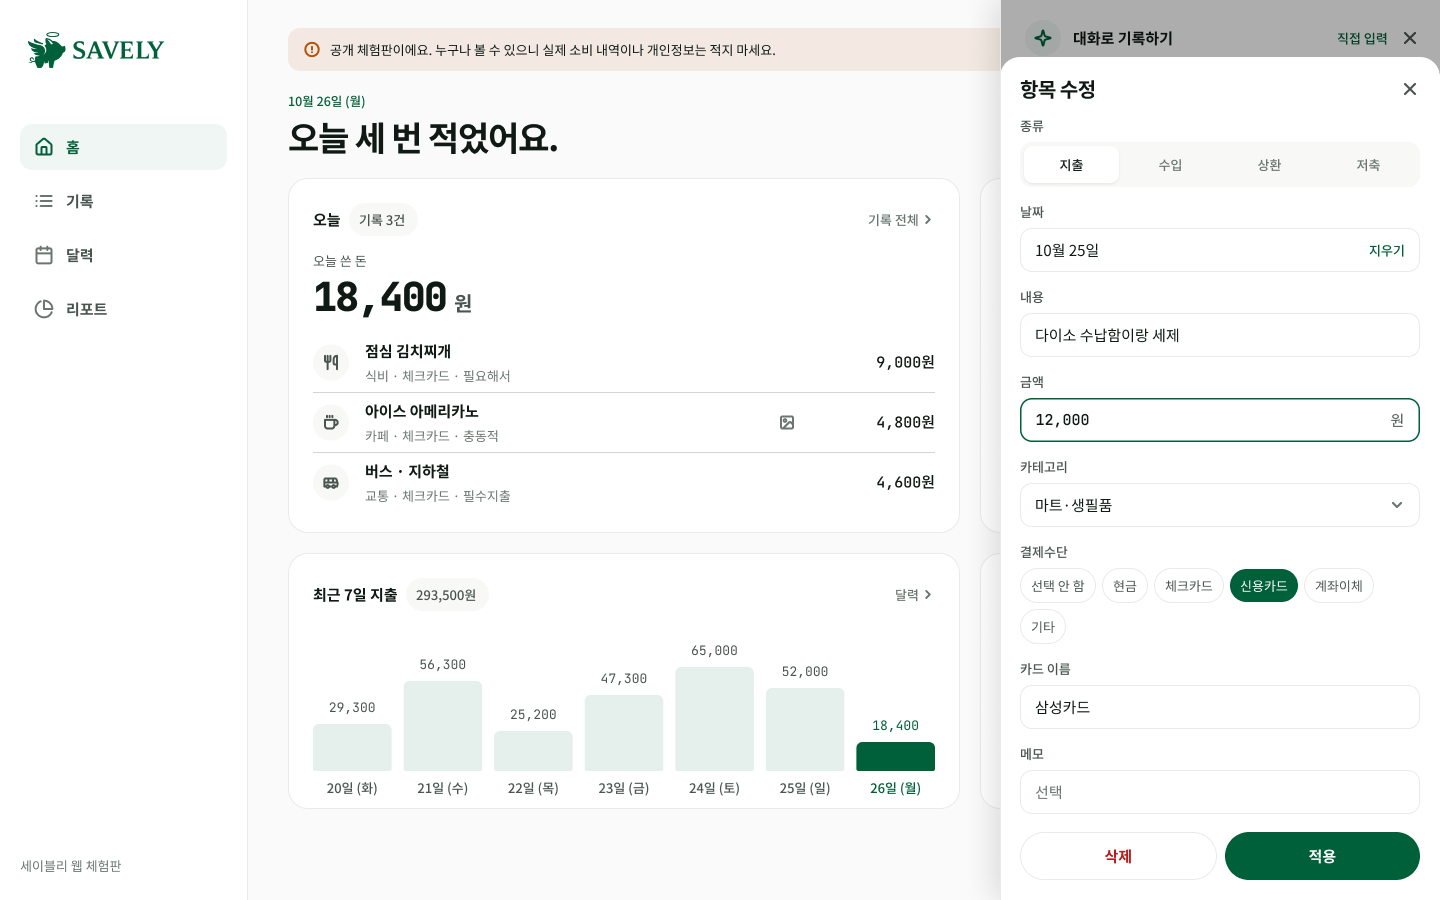 SAVELY
홈
기록
달력
리포트
세이블리 웹 체험판
공개 체험판이에요. 누구나 볼 수 있으니 실제 소비 내역이나 개인정보는 적지 마세요.
10월 26일 (월)
오늘 세 번 적었어요.
오늘 기록 3건 기록 전체
오늘 쓴 돈
18,400 원
점심 김치찌개
식비 · 체크카드 · 필요해서
9,000원
아이스 아메리카노
카페 · 체크카드 · 충동적
4,800원
버스 · 지하철
교통 · 체크카드 · 필수지출
4,600원
최근 7일 지출 293,500원 달력
29,300 56,300 25,200 47,300 65,000 52,000 18,400
20일 (화) 21일 (수) 22일 (목) 23일 (금) 24일 (토) 25일 (일) 26일 (월)
대화로 기록하기 직접 입력
항목 수정
종류
지출 수입 상환 저축
날짜
10월 25일 지우기
내용
다이소 수납함이랑 세제
금액
12,000 원
카테고리
마트·생필품
결제수단
선택 안 함 현금 체크카드 신용카드 계좌이체
기타
카드 이름
삼성카드
메모
선택
삭제 적용